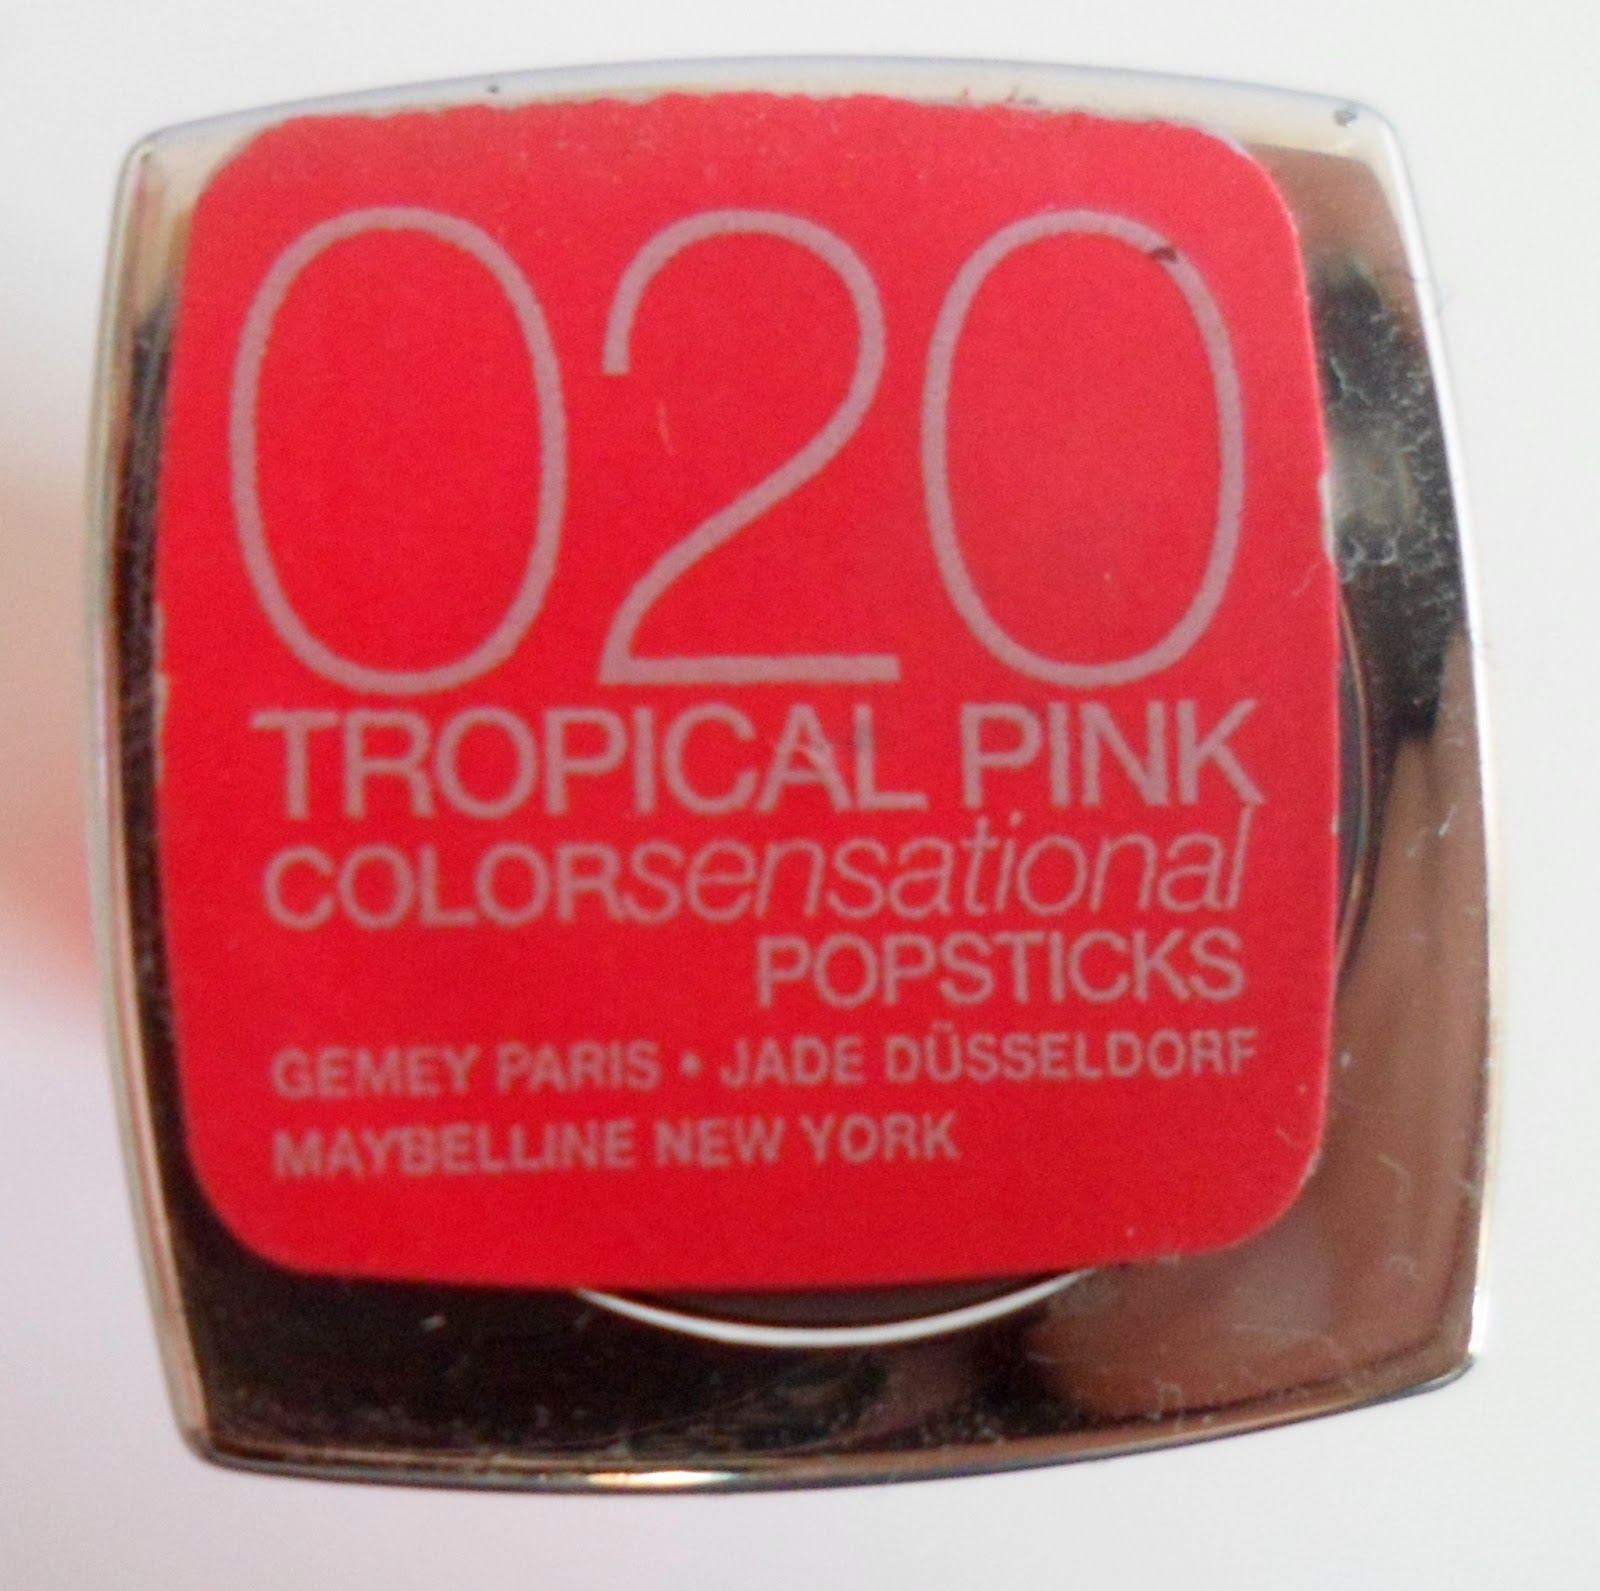 020
TROPICAL PINK
COLORsensational
POPSTICKS
GEMEY PARIS • JADE DÜSSELDORF
MAYBELLINE NEW YORK